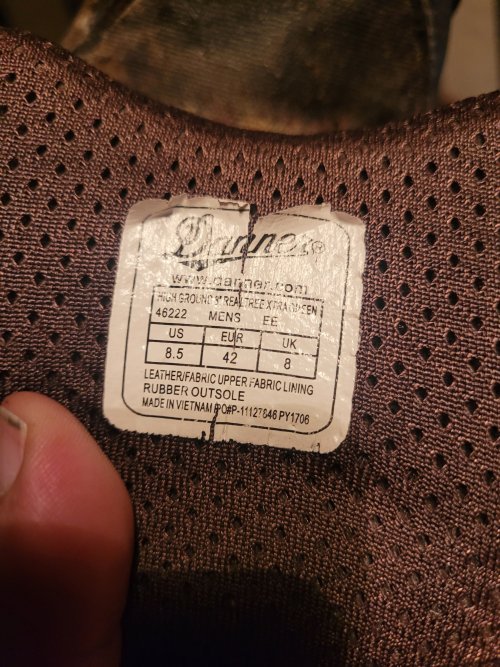 Danner®
www.danner.com
HIGH GROUND 8" REALTREE XTRA GREEN
46222 MENS EE
US EUR UK
8.5 42 8
LEATHER/FABRIC UPPER FABRIC LINING
RUBBER OUTSOLE
MADE IN VIETNAM PO#P-11127646 PY1706